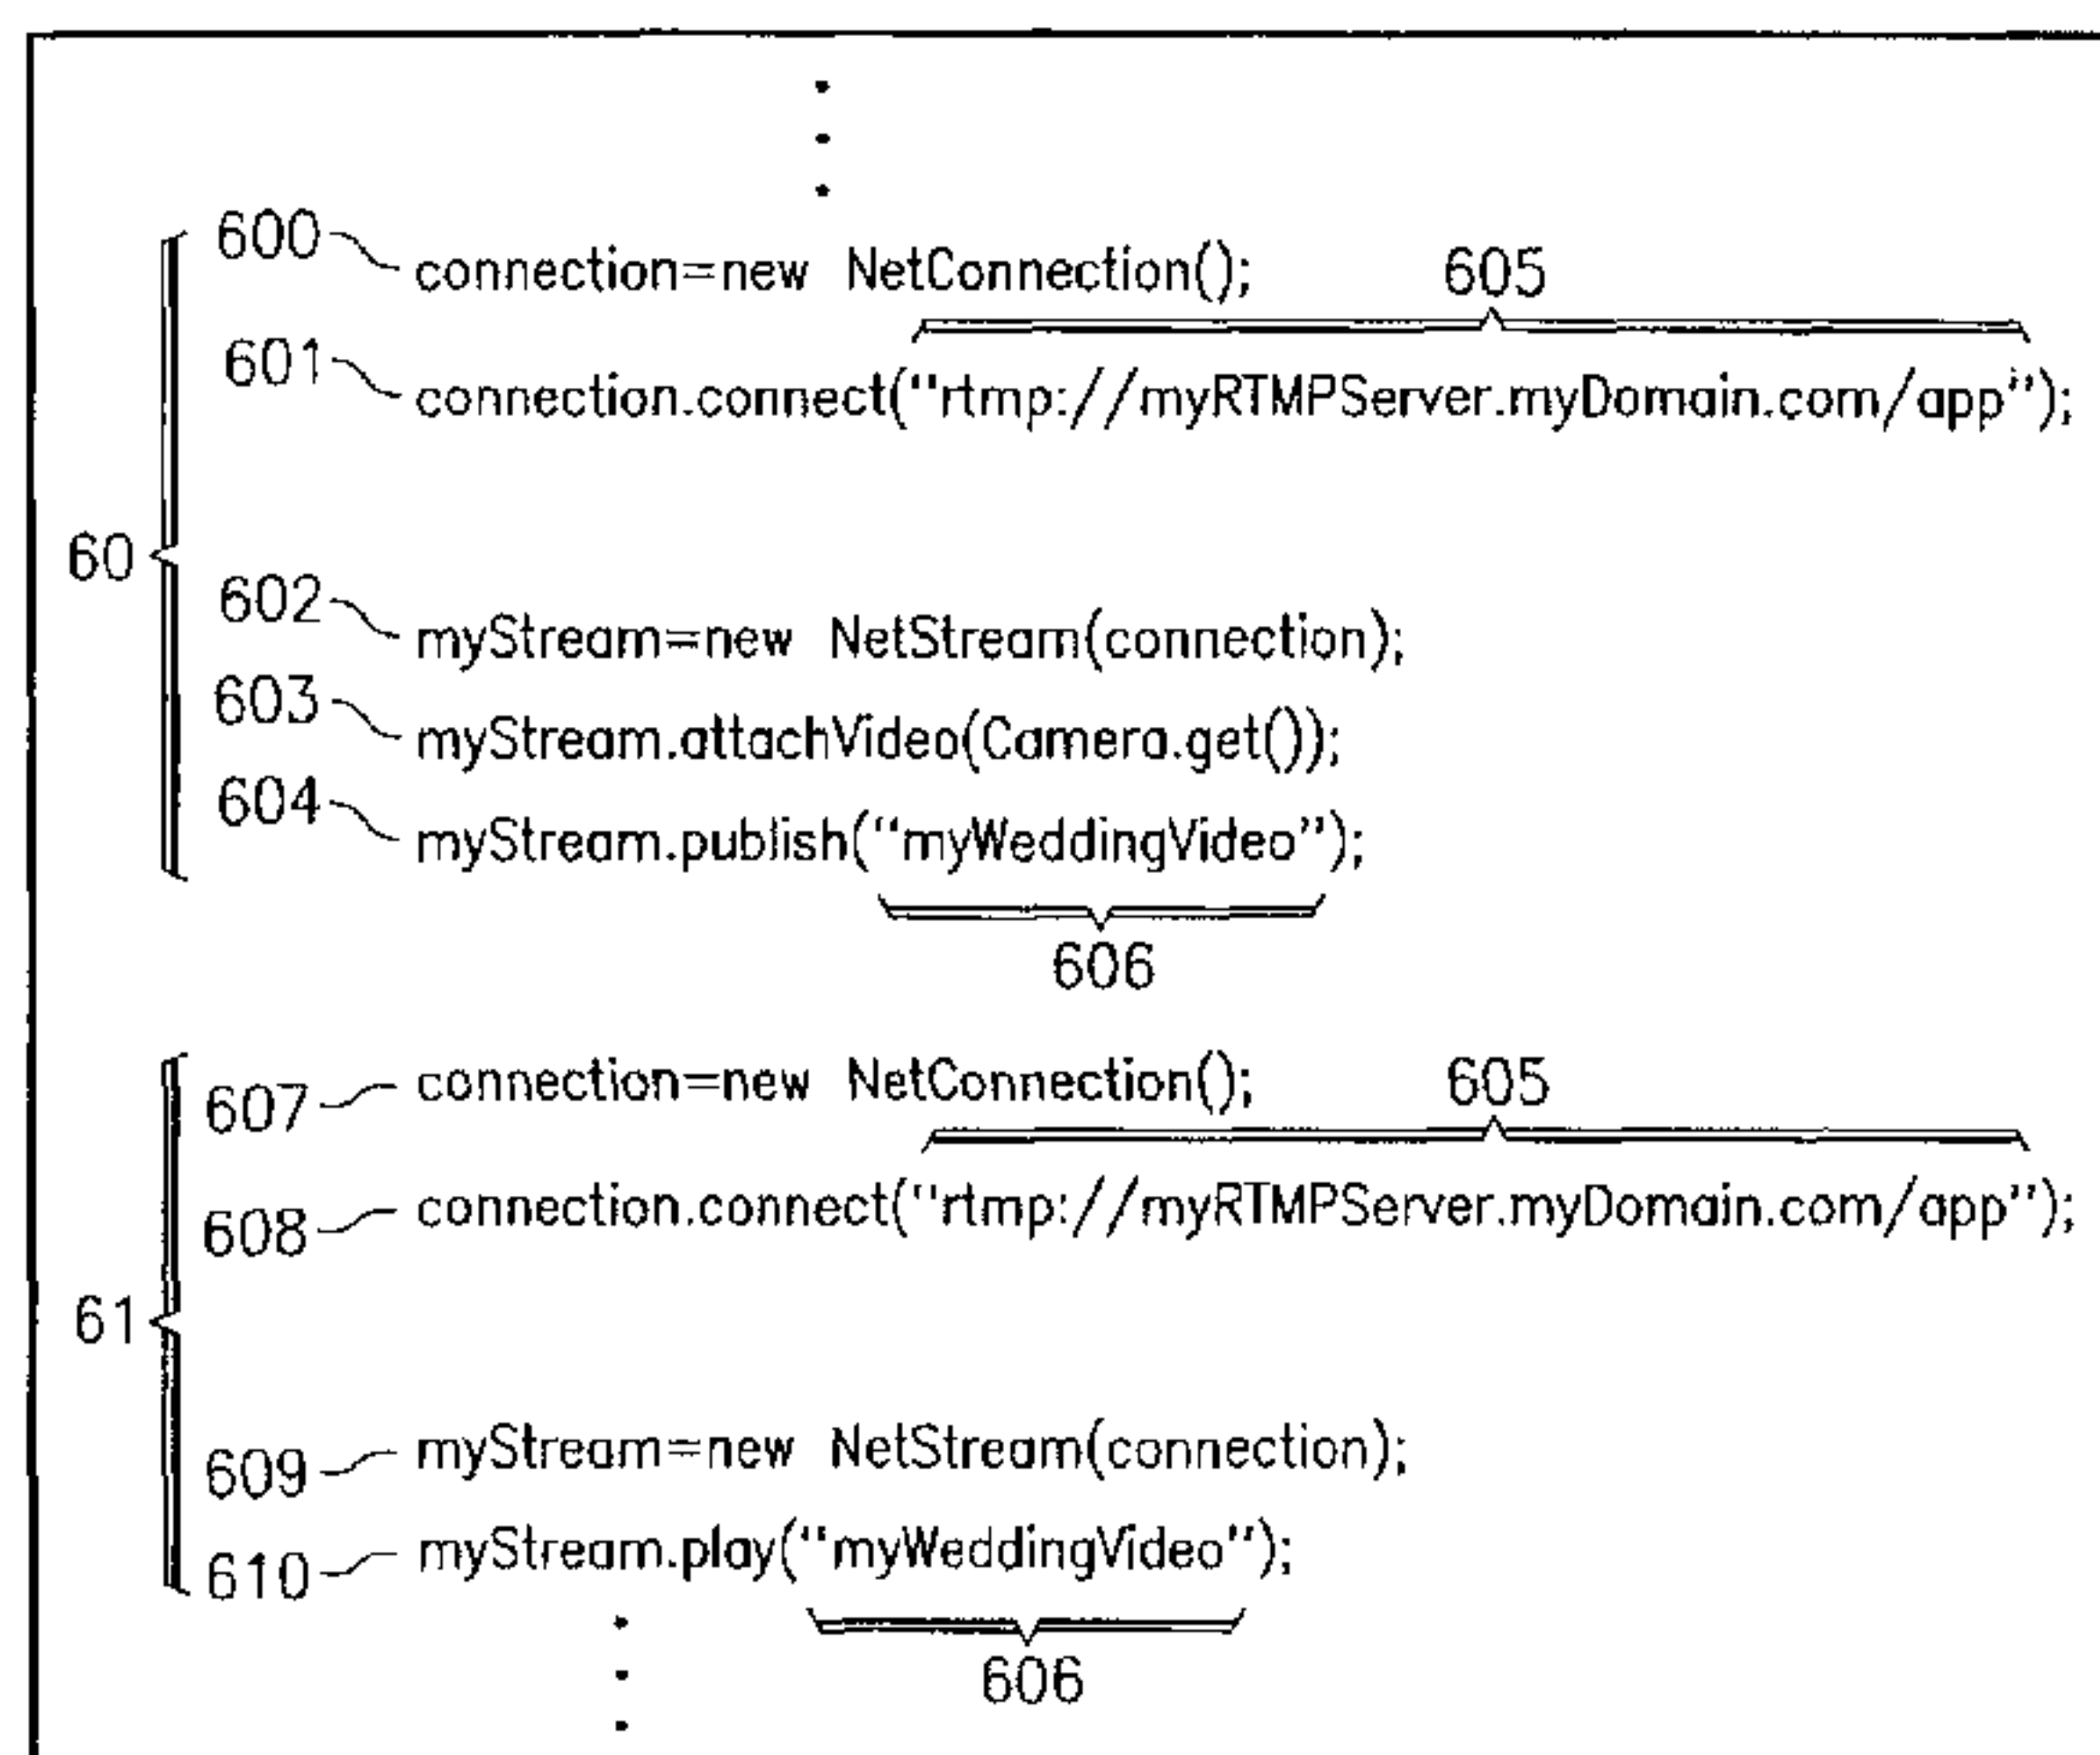 600 connection=new NetConnection(); 605
601 connection.connect("rtmp://myRTMPServer.myDomain.com/app");
60
602 myStream=new NetStream(connection);
603 myStream.attachVideo(Camera.get());
604 myStream.publish("myWeddingVideo");
606
607 connection=new NetConnection(); 605
608 connection.connect("rtmp://myRTMPServer.myDomain.com/app");
61
609 myStream=new NetStream(connection);
610 myStream.play("myWeddingVideo");
606